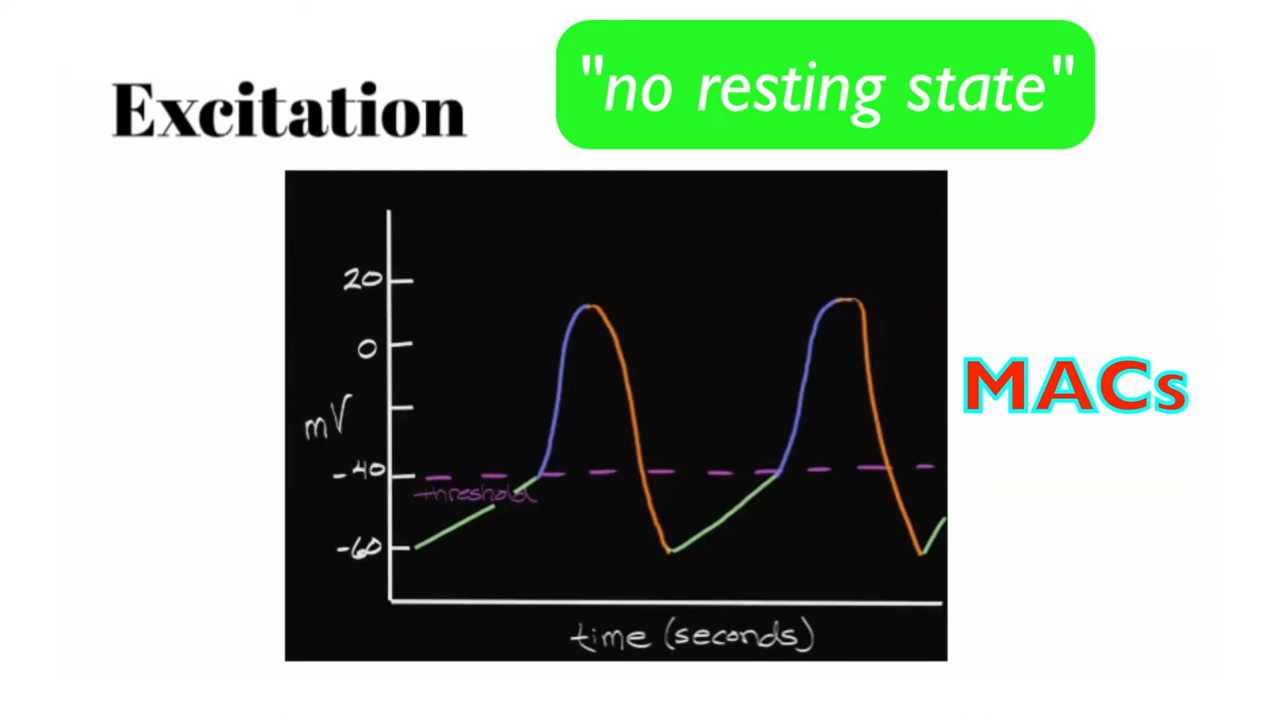 Excitation
"no resting state"
20
0
mV
-40
threshold
-60
time (seconds)
MACs